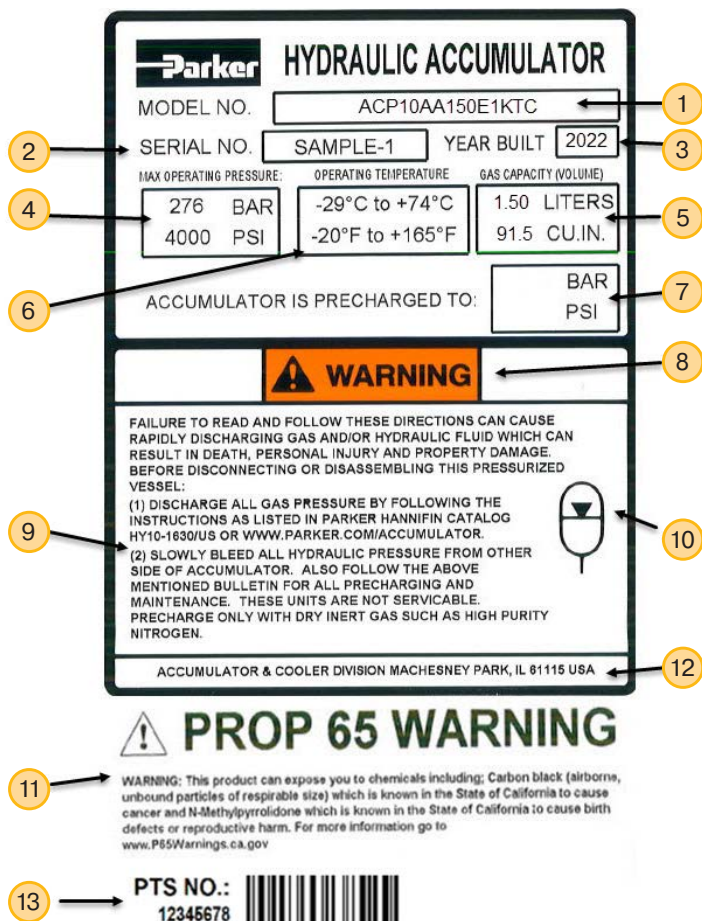 Parker HYDRAULIC ACCUMULATOR
MODEL NO. ACP10AA150E1KTC 1
2 SERIAL NO. SAMPLE-1 YEAR BUILT 2022 3
MAX OPERATING PRESSURE: OPERATING TEMPERATURE GAS CAPACITY (VOLUME)
4 276 BAR -29°C to +74°C 1.50 LITERS 5
4000 PSI -20°F to +165°F 91.5 CU.IN.
6 ACCUMULATOR IS PRECHARGED TO: BAR 7
PSI
WARNING 8
FAILURE TO READ AND FOLLOW THESE DIRECTIONS CAN CAUSE
RAPIDLY DISCHARGING GAS AND/OR HYDRAULIC FLUID WHICH CAN
RESULT IN DEATH, PERSONAL INJURY AND PROPERTY DAMAGE.
BEFORE DISCONNECTING OR DISASSEMBLING THIS PRESSURIZED
VESSEL:
(1) DISCHARGE ALL GAS PRESSURE BY FOLLOWING THE
INSTRUCTIONS AS LISTED IN PARKER HANNIFIN CATALOG
HY10-1630/US OR WWW.PARKER.COM/ACCUMULATOR.
9 (2) SLOWLY BLEED ALL HYDRAULIC PRESSURE FROM OTHER 10
SIDE OF ACCUMULATOR. ALSO FOLLOW THE ABOVE
MENTIONED BULLETIN FOR ALL PRECHARGING AND
MAINTENANCE. THESE UNITS ARE NOT SERVICABLE.
PRECHARGE ONLY WITH DRY INERT GAS SUCH AS HIGH PURITY
NITROGEN.
ACCUMULATOR & COOLER DIVISION MACHESNEY PARK, IL 61115 USA 12
PROP 65 WARNING
11 WARNING: This product can expose you to chemicals including; Carbon black (airborne,
unbound particles of respirable size) which is known in the State of California to cause
cancer and N-Methylpyrrolidone which is known in the State of California to cause birth
defects or reproductive harm. For more information go to
www.P65Warnings.ca.gov
13 PTS NO.:
12345678